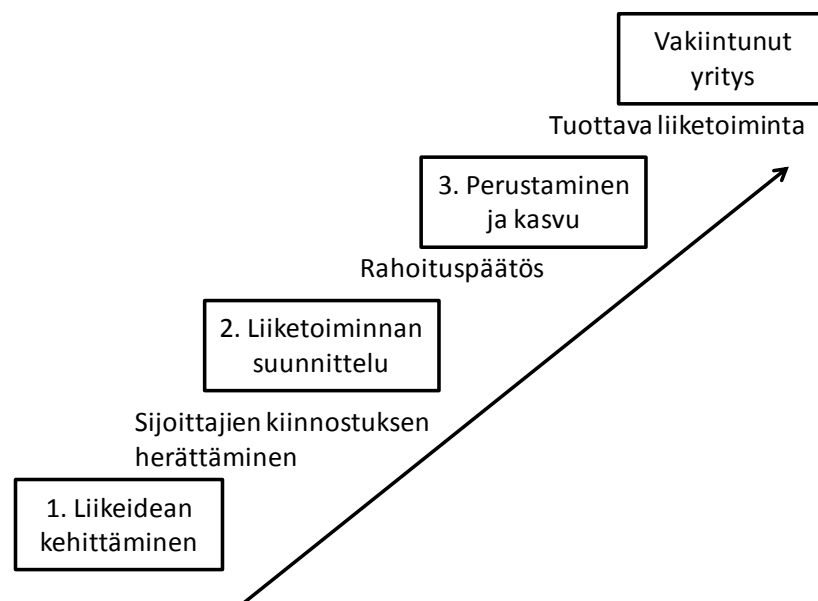 Vakiintunut
yritys
Tuottava liiketoiminta
3. Perustaminen
ja kasvu
Rahoituspäätös
2. Liiketoiminnan
suunnittelu
Sijoittajien kiinnostuksen
herättäminen
1. Liikeidean
kehittäminen